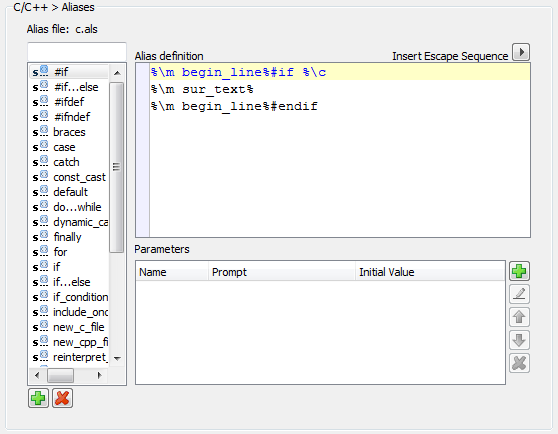 C/C++ > Aliases
Alias file: c.als
Alias definition
Insert Escape Sequence
%\m begin_line%#if %\c
%\m sur_text%
%\m begin_line%#endif
#if
#if...else
#ifdef
#ifndef
braces
case
catch
const_cast
default
do...while
dynamic_ca
finally
for
if
if...else
if_condition
include_onc
new_c_file
new_cpp_fi
reinterpret_
Parameters
Name Prompt Initial Value